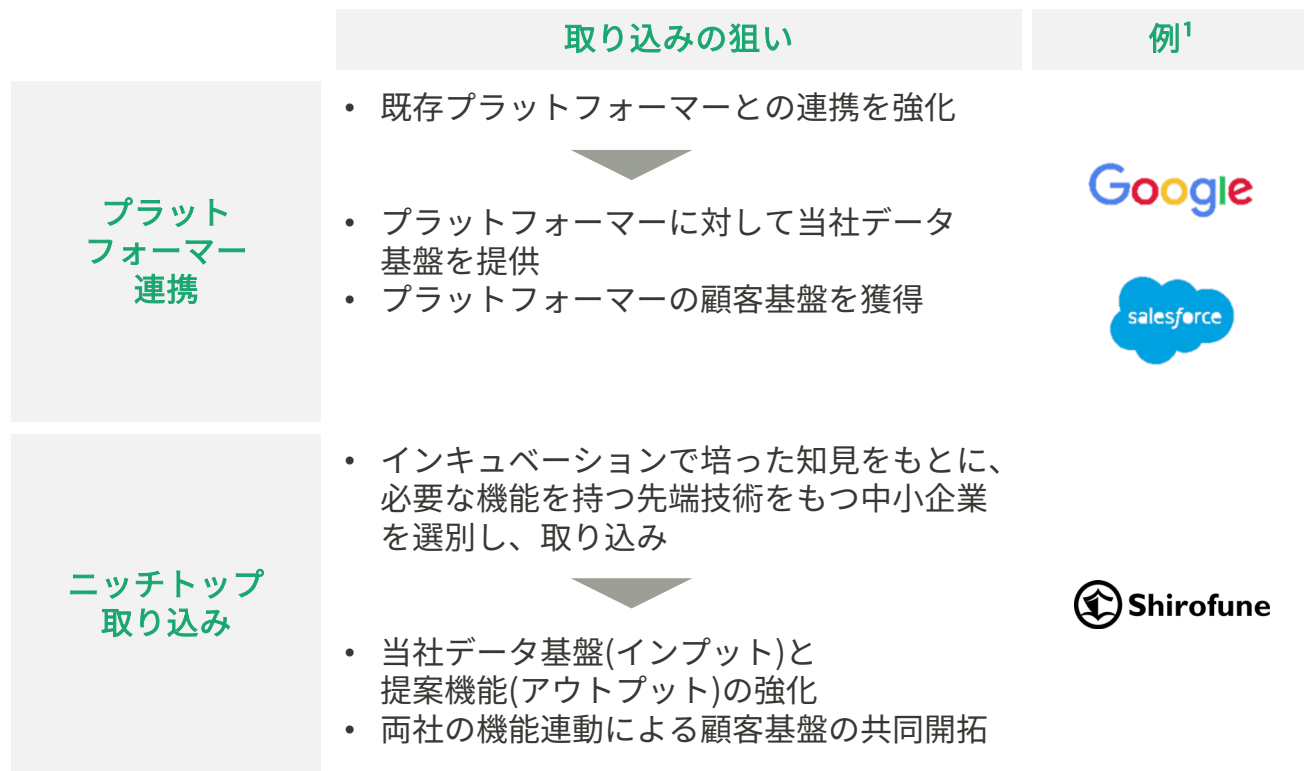 取り込みの狙い
例1
プラット
フォーマー
連携
• 既存プラットフォーマーとの連携を強化
• プラットフォーマーに対して当社データ
基盤を提供
• プラットフォーマーの顧客基盤を獲得
Google
salesforce
ニッチトップ
取り込み
• インキュベーションで培った知見をもとに、
必要な機能を持つ先端技術をもつ中小企業
を選別し、取り込み
• 当社データ基盤(インプット)と
提案機能(アウトプット)の強化
• 両社の機能連動による顧客基盤の共同開拓
Shirofune